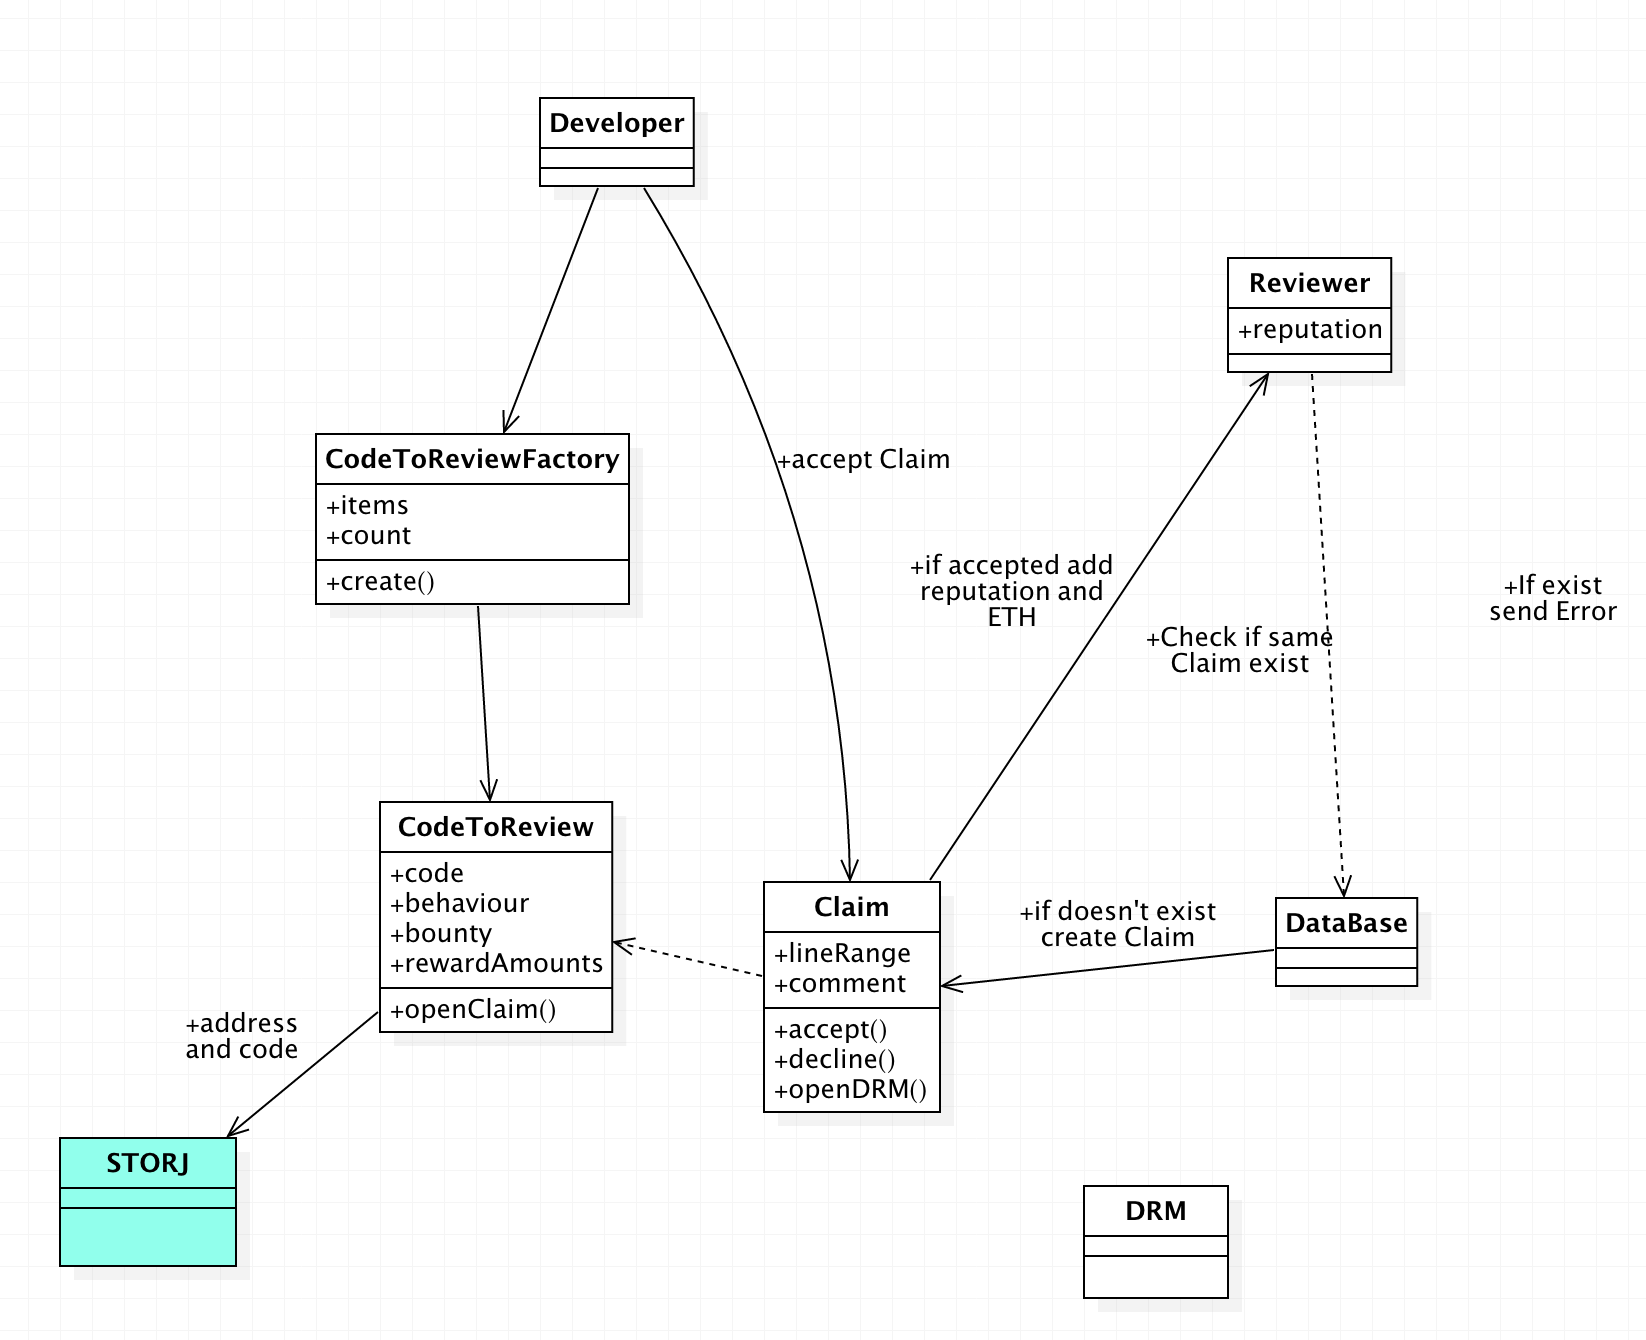 Developer
Reviewer
+reputation
CodeToReviewFactory
+items
+count
+create()
+accept Claim
+if accepted add
reputation and
ETH
+Check if same
Claim exist
+If exist
send Error
CodeToReview
+code
+behaviour
+bounty
+rewardAmounts
+openClaim()
Claim
+lineRange
+comment
+accept()
+decline()
+openDRM()
+if doesn't exist
create Claim
DataBase
+address
and code
STORJ
DRM